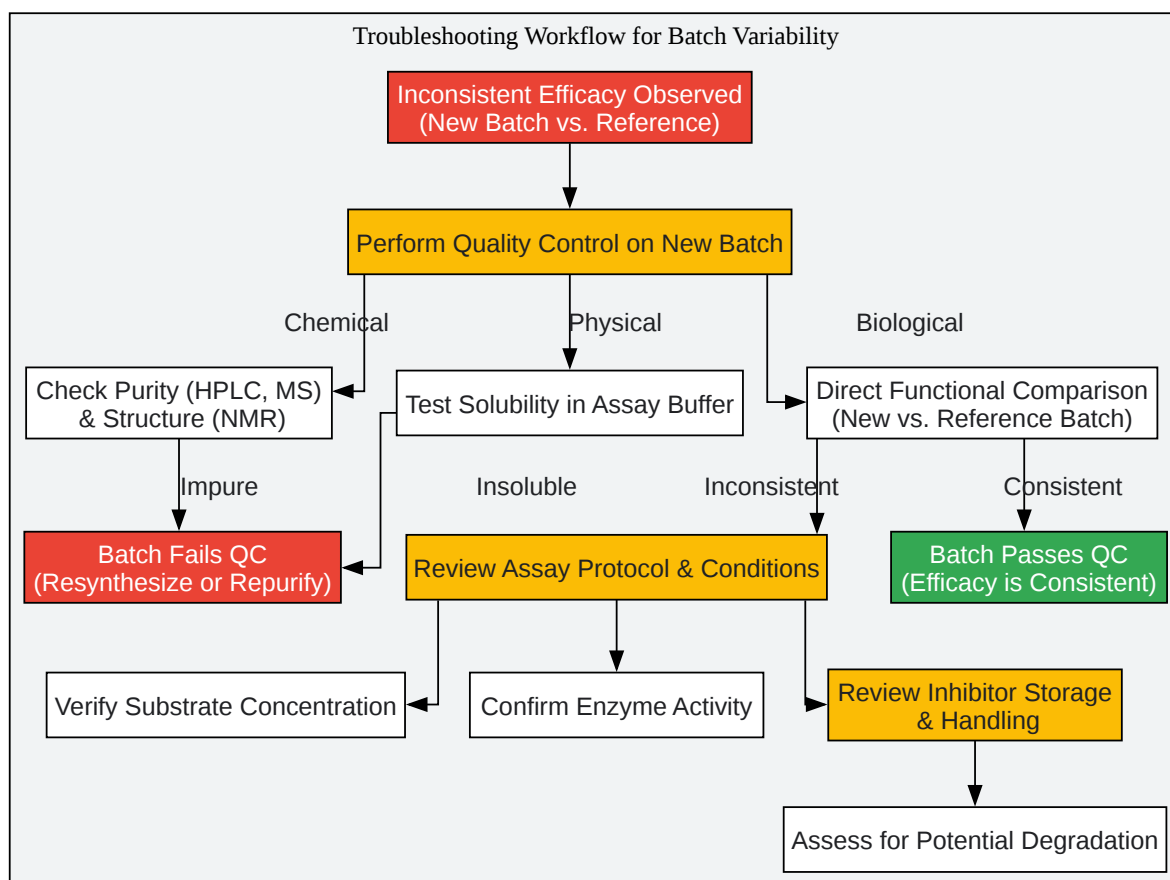 Troubleshooting Workflow for Batch Variability
Inconsistent Efficacy Observed
(New Batch vs. Reference)
Perform Quality Control on New Batch
Chemical
Physical
Biological
Check Purity (HPLC, MS)
& Structure (NMR)
Test Solubility in Assay Buffer
Direct Functional Comparison
(New vs. Reference Batch)
Impure
Insoluble
Inconsistent
Consistent
Batch Fails QC
(Resynthesize or Repurify)
Review Assay Protocol & Conditions
Batch Passes QC
(Efficacy is Consistent)
Verify Substrate Concentration
Confirm Enzyme Activity
Review Inhibitor Storage
& Handling
Assess for Potential Degradation